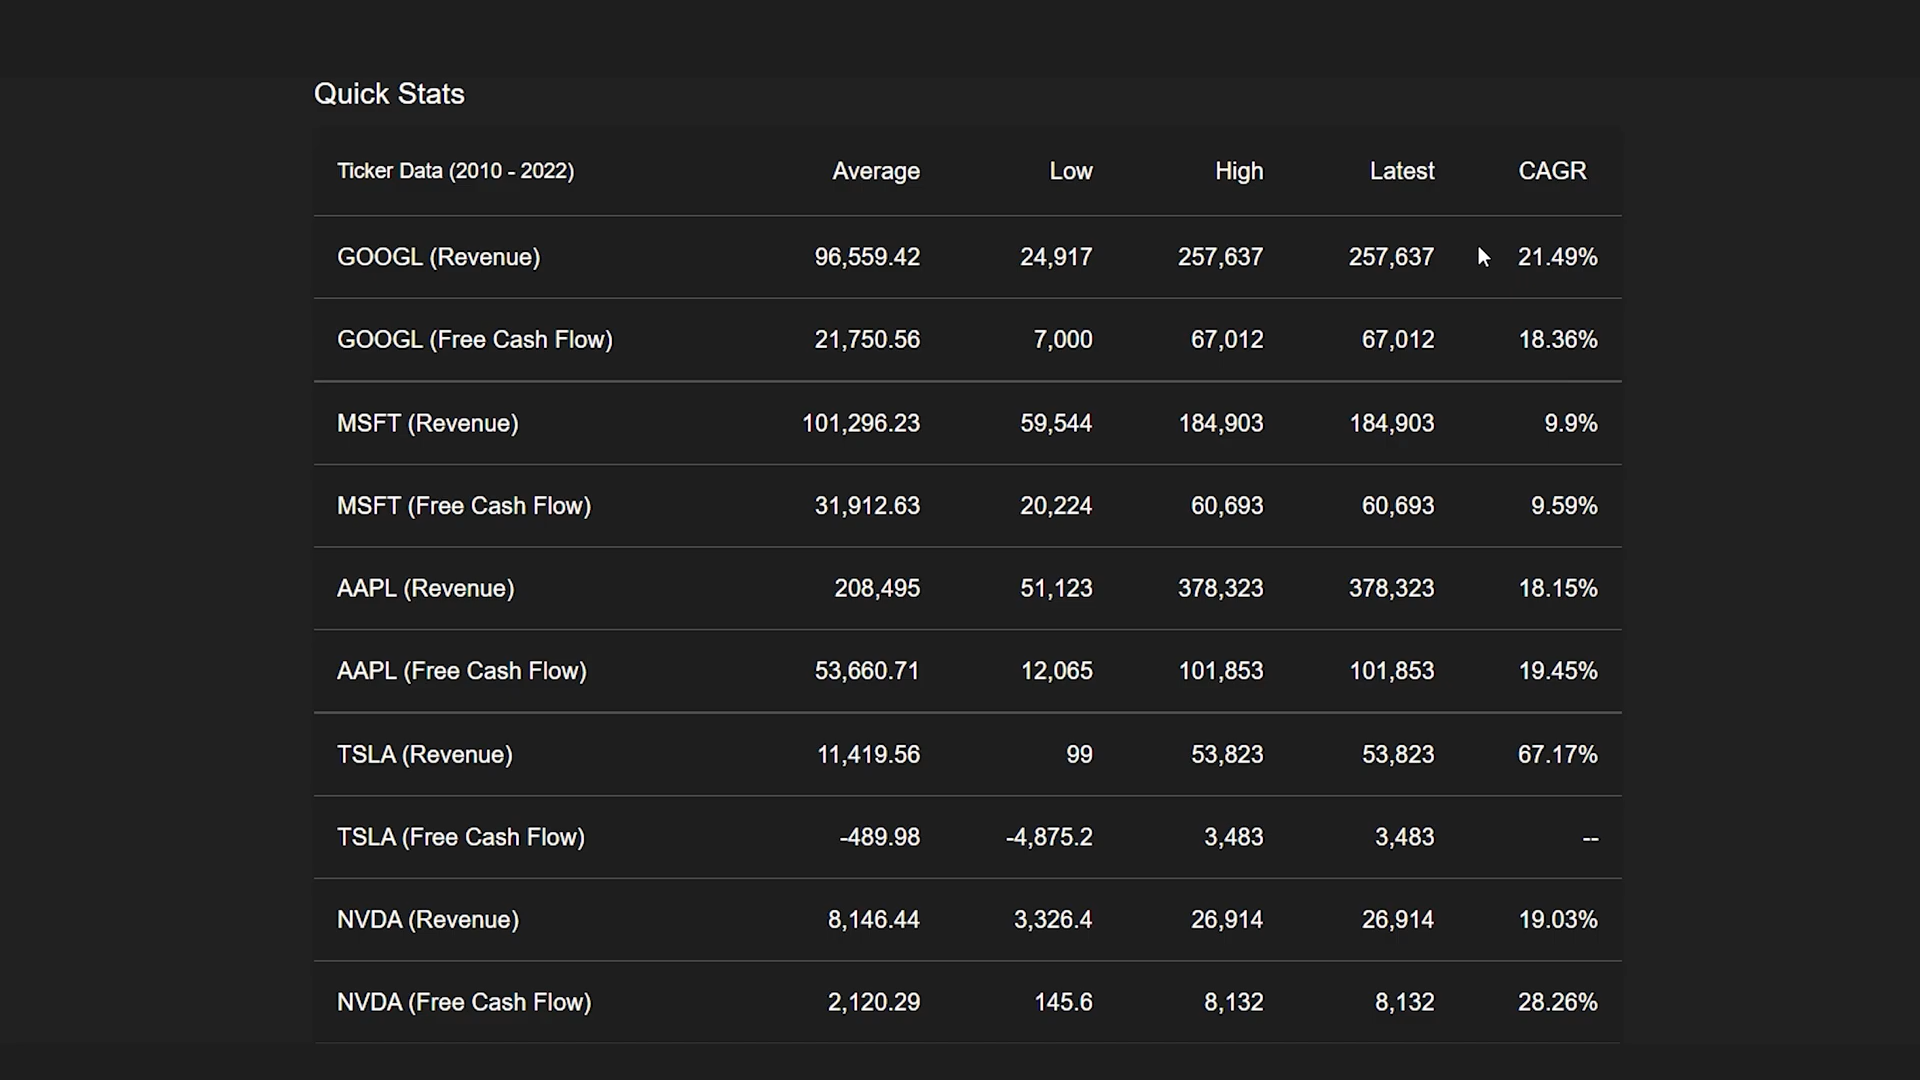 Quick Stats
Ticker Data (2010 - 2022) Average Low High Latest CAGR
GOOGL (Revenue) 96,559.42 24,917 257,637 257,637 21.49%
GOOGL (Free Cash Flow) 21,750.56 7,000 67,012 67,012 18.36%
MSFT (Revenue) 101,296.23 59,544 184,903 184,903 9.9%
MSFT (Free Cash Flow) 31,912.63 20,224 60,693 60,693 9.59%
AAPL (Revenue) 208,495 51,123 378,323 378,323 18.15%
AAPL (Free Cash Flow) 53,660.71 12,065 101,853 101,853 19.45%
TSLA (Revenue) 11,419.56 99 53,823 53,823 67.17%
TSLA (Free Cash Flow) -489.98 -4,875.2 3,483 3,483 --
NVDA (Revenue) 8,146.44 3,326.4 26,914 26,914 19.03%
NVDA (Free Cash Flow) 2,120.29 145.6 8,132 8,132 28.26%